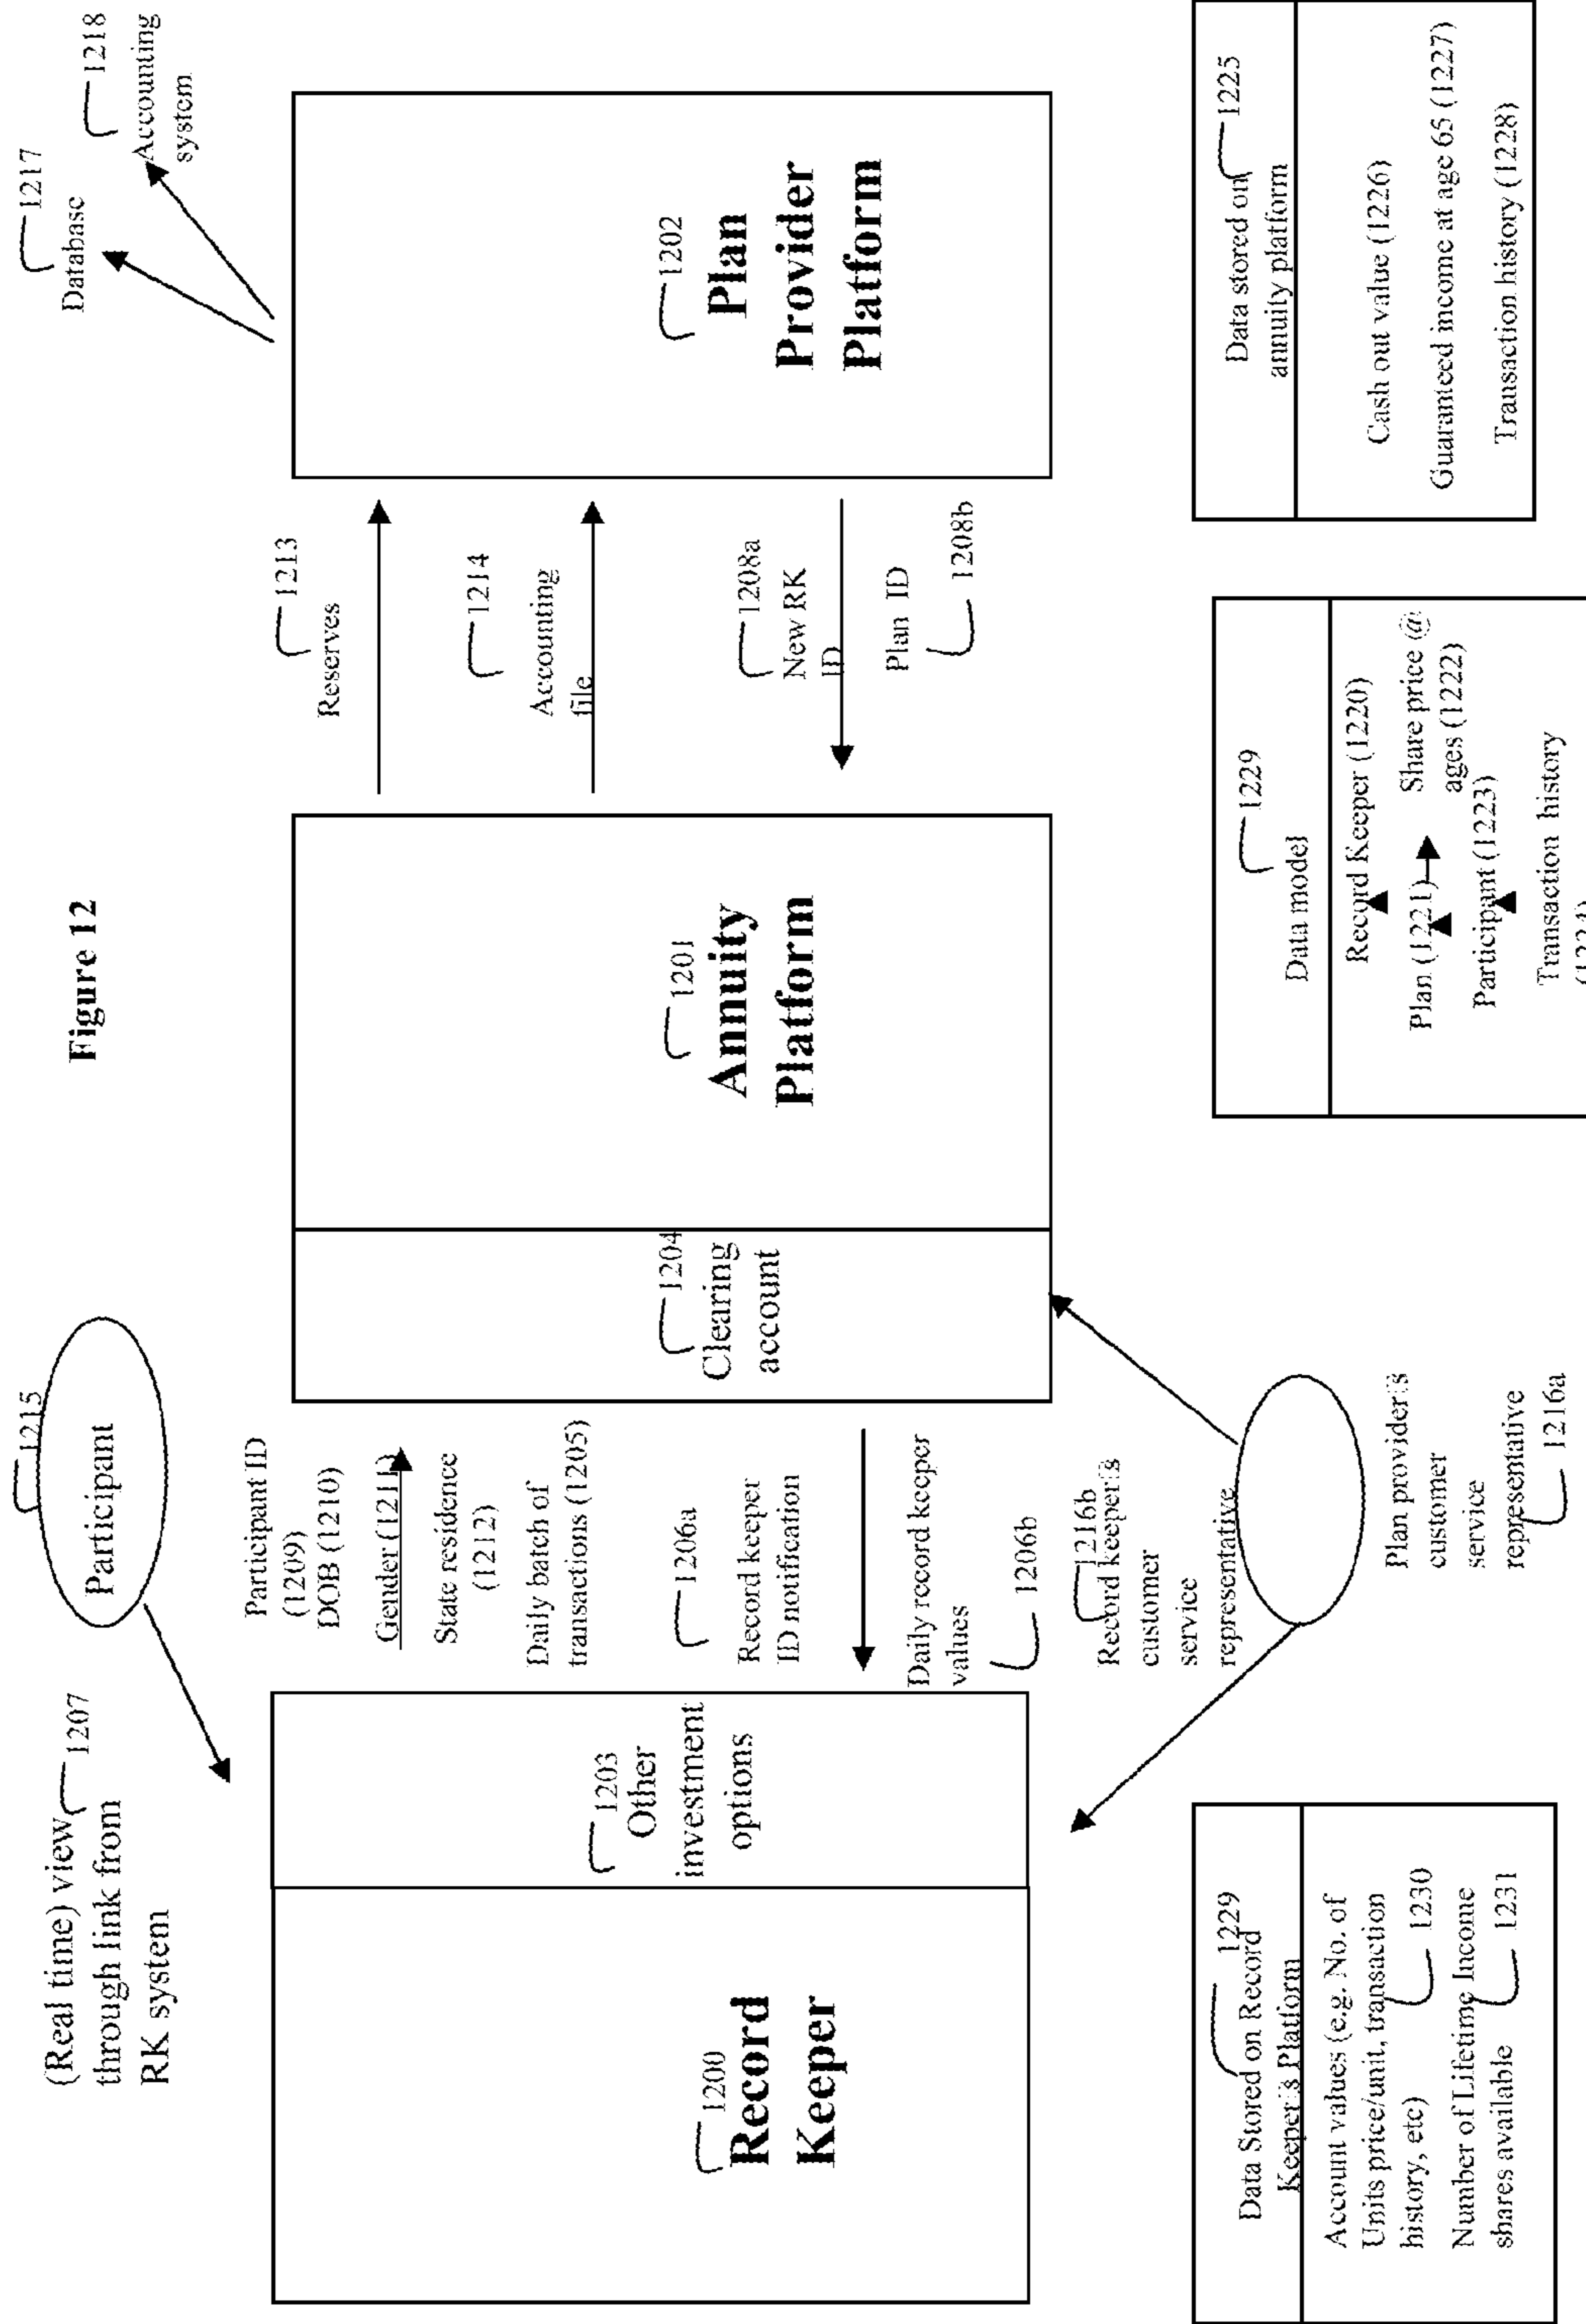 Figure 12
(Real time) view
1207
through link from
RK system
1215
Participant
1217
Database
1218
Accounting
system
1200
Record
Keeper
1203
Other
investment
options
Participant ID
(1209)
DOB (1210)
Gender (1211)
State residence
(1212)
Daily batch of
transactions (1205)
1206a
Record keeper
ID notification
Daily record keeper
values
1206b
1204
Clearing
account
1201
Annuity
Platform
1213
Reserves
1214
Accounting
file
1208a
New RK
ID
Plan ID
1208b
1202
Plan
Provider
Platform
1216b
customer
service
representative
customer
service
representative
1216a
1229
Data Stored on Record
Platform
Account values (e.g. No. of
Units price/unit, transaction
history, etc)
1230
Number of Lifetime Income
shares available
1231
1229
Data model
Record Keeper (1220)
Plan (1221)
Share price @
ages (1222)
Participant (1223)
Transaction history
Data stored on
1225
annuity platform
Cash out value (1226)
Guaranteed income at age 65 (1227)
Transaction history (1228)